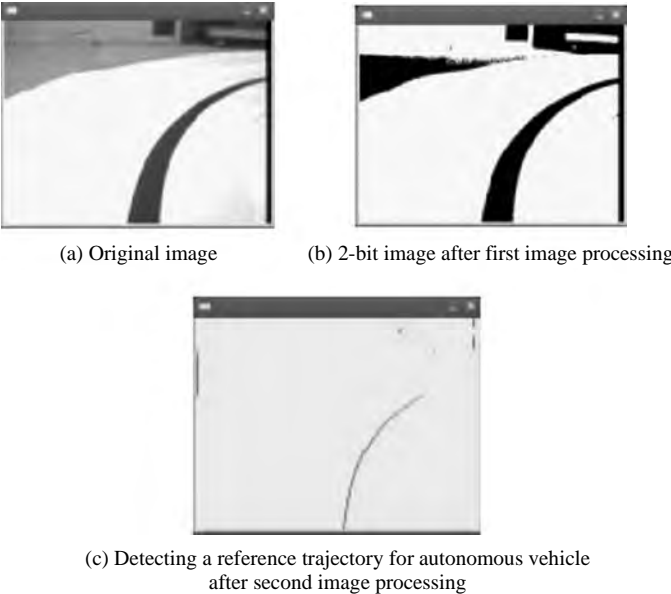 (a) Original image
(b) 2-bit image after first image processing
(c) Detecting a reference trajectory for autonomous vehicle
after second image processing